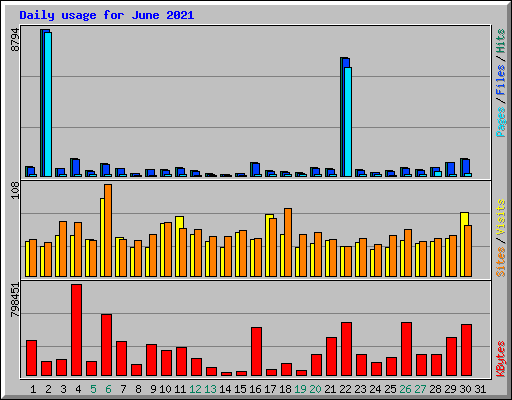 Daily usage for June 2021
8794
Pages / Files / Hits
108
Sites / Visits
798451
KBytes
1 2 3 4 5 6 7 8 9 10 11 12 13 14 15 16 17 18 19 20 21 22 23 24 25 26 27 28 29 30 31